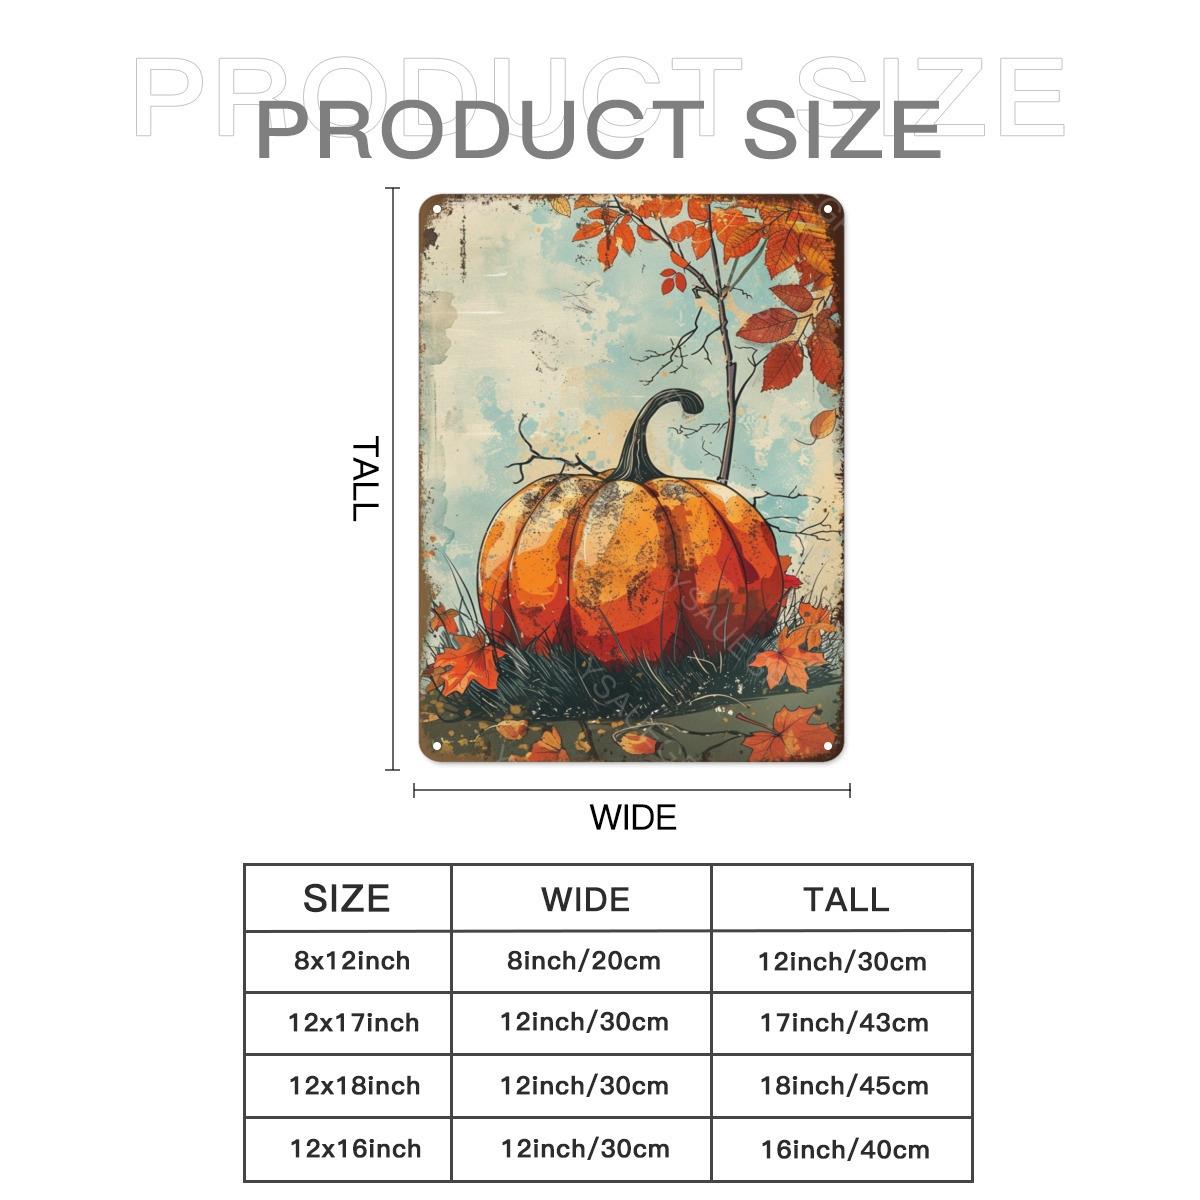 PRODUCT SIZE
PRODUCT SIZE
TALL
WIDE
SIZE WIDE TALL
8x12inch 8inch/20cm 12inch/30cm
12x17inch 12inch/30cm 17inch/43cm
12x18inch 12inch/30cm 18inch/45cm
12x16inch 12inch/30cm 16inch/40cm